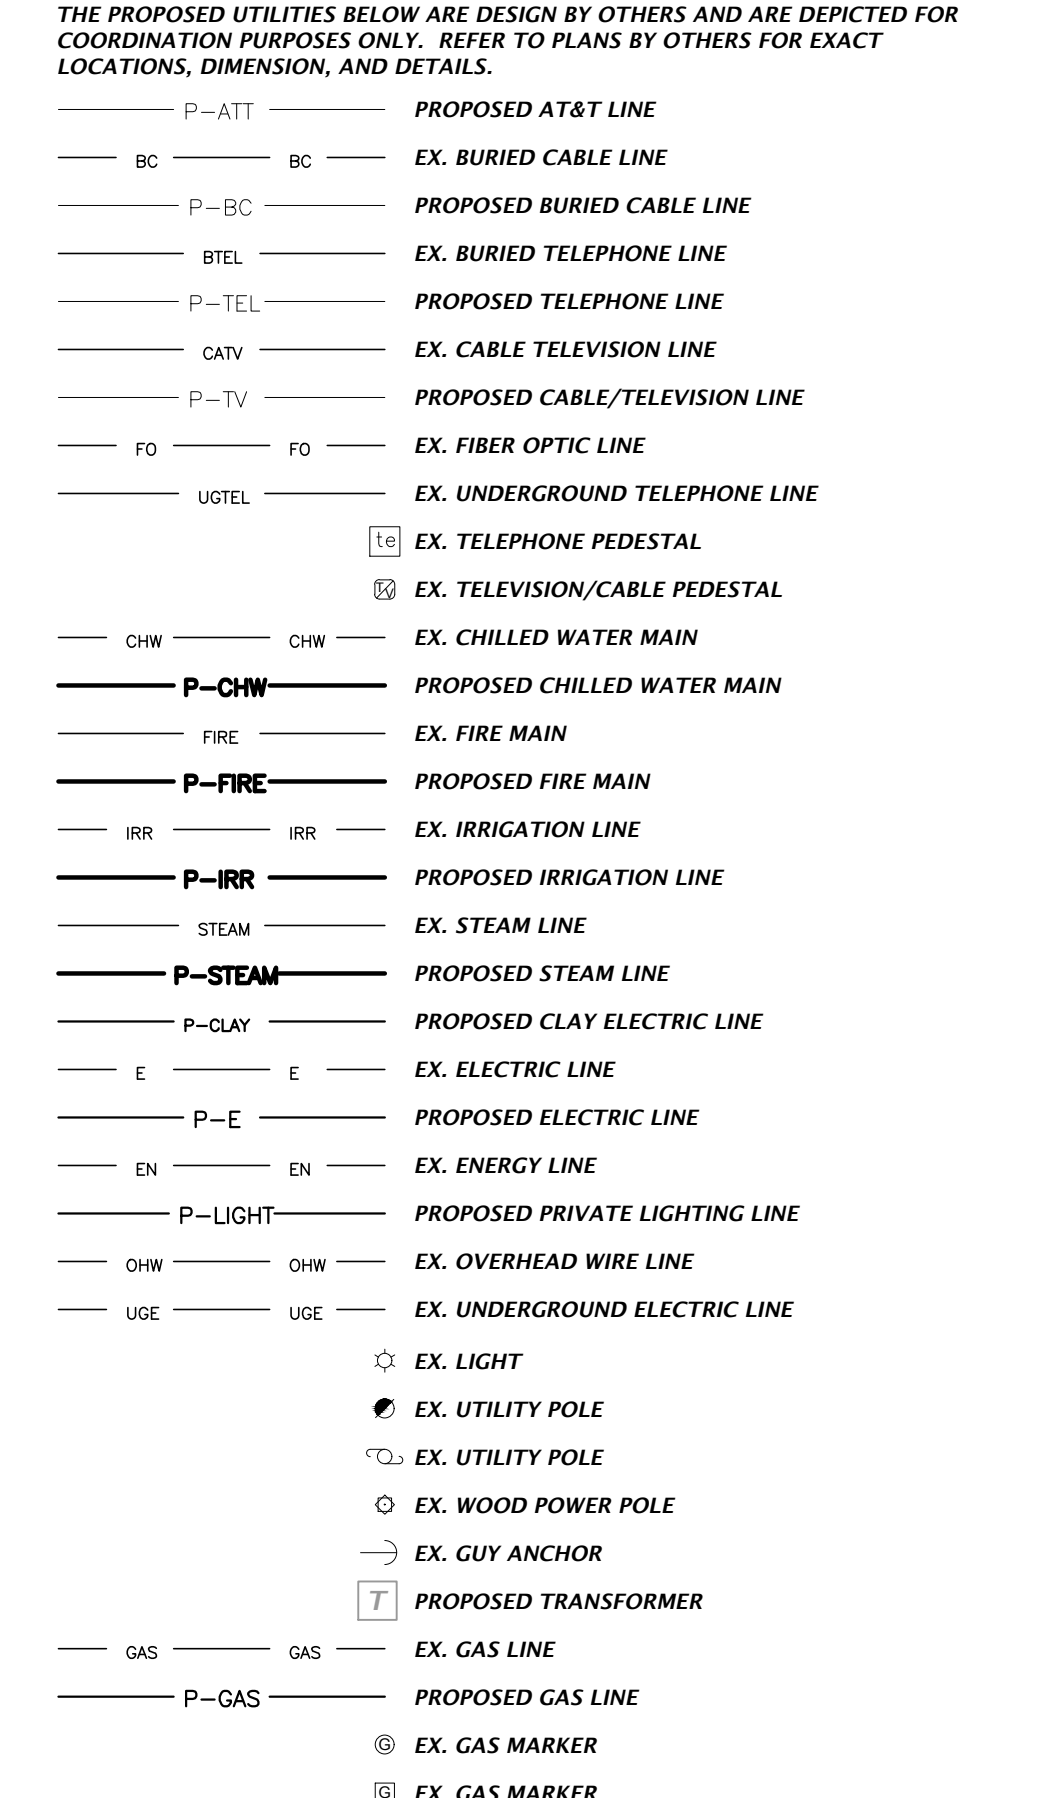 THE PROPOSED UTILITIES BELOW ARE DESIGN BY OTHERS AND ARE DEPICTED FOR
COORDINATION PURPOSES ONLY. REFER TO PLANS BY OTHERS FOR EXACT
LOCATIONS, DIMENSION, AND DETAILS.
P-ATT PROPOSED AT&T LINE
BC BC EX. BURIED CABLE LINE
P-BC PROPOSED BURIED CABLE LINE
BTEL EX. BURIED TELEPHONE LINE
P-TEL PROPOSED TELEPHONE LINE
CATV EX. CABLE TELEVISION LINE
P-TV PROPOSED CABLE/TELEVISION LINE
FO FO EX. FIBER OPTIC LINE
UGTEL EX. UNDERGROUND TELEPHONE LINE
te EX. TELEPHONE PEDESTAL
TV EX. TELEVISION/CABLE PEDESTAL
CHW CHW EX. CHILLED WATER MAIN
P-CHW PROPOSED CHILLED WATER MAIN
FIRE EX. FIRE MAIN
P-FIRE PROPOSED FIRE MAIN
IRR IRR EX. IRRIGATION LINE
P-IRR PROPOSED IRRIGATION LINE
STEAM EX. STEAM LINE
P-STEAM PROPOSED STEAM LINE
P-CLAY PROPOSED CLAY ELECTRIC LINE
E E EX. ELECTRIC LINE
P-E PROPOSED ELECTRIC LINE
EN EN EX. ENERGY LINE
P-LIGHT PROPOSED PRIVATE LIGHTING LINE
OHW OHW EX. OVERHEAD WIRE LINE
UGE UGE EX. UNDERGROUND ELECTRIC LINE
EX. LIGHT
EX. UTILITY POLE
EX. UTILITY POLE
EX. WOOD POWER POLE
EX. GUY ANCHOR
T PROPOSED TRANSFORMER
GAS GAS EX. GAS LINE
P-GAS PROPOSED GAS LINE
G EX. GAS MARKER
G EX. GAS MARKER